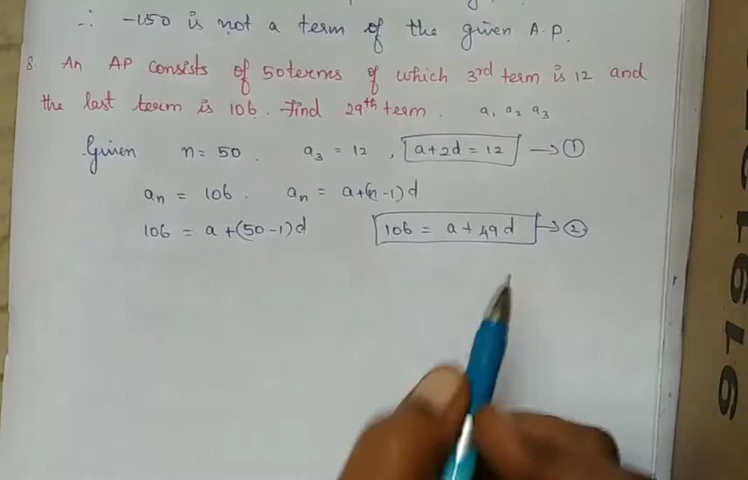 ∴ -150 is not a term of the given A.P.
8. An AP consists of 50 terms of which 3rd term is 12 and
the last term is 106. Find 29th term. a₁ a₂ a₃
Given n = 50. a₃ = 12, a+2d = 12 → ①
aₙ = 106. aₙ = a+(n-1)d
106 = a+(50-1)d 106 = a+49d → ②
919